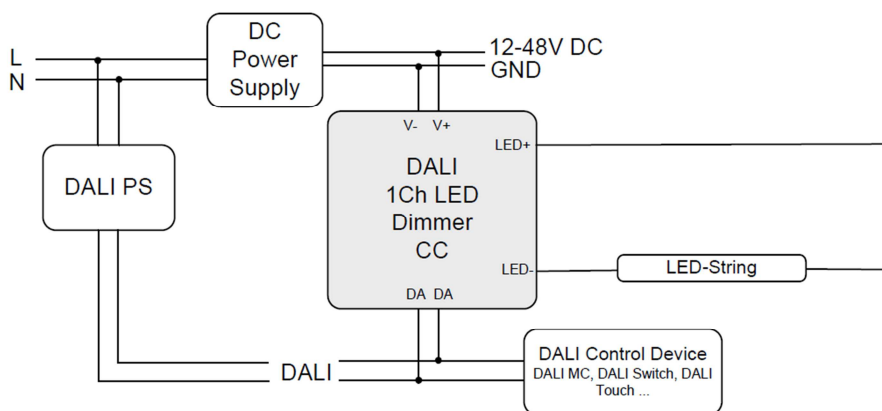 L
N
DC
Power
Supply
12-48V DC
GND
V- V+
LED+
DALI
1Ch LED
Dimmer
CC
LED-
DA DA
DALI PS
LED-String
DALI
DALI Control Device
DALI MC, DALI Switch, DALI
Touch ...